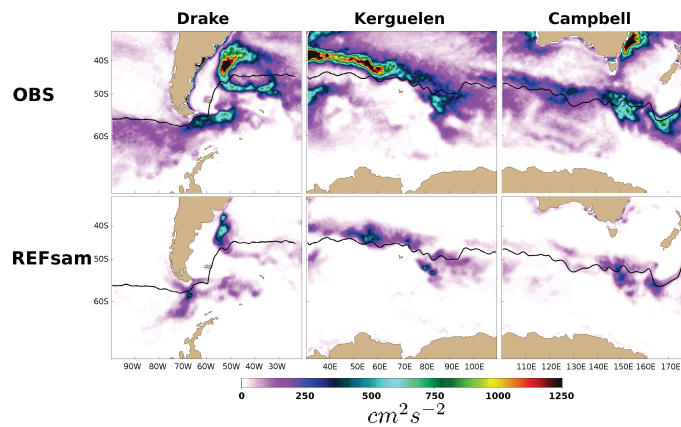 Drake Kerguelen Campbell
OBS
40S
50S
60S
REFsam
40S
50S
60S
90W 80W 70W 60W 50W 40W 30W 40E 50E 60E 70E 80E 90E 100E 110E 120E 130E 140E 150E 160E 170E
0 250 500 750 1000 1250
cm²s⁻²